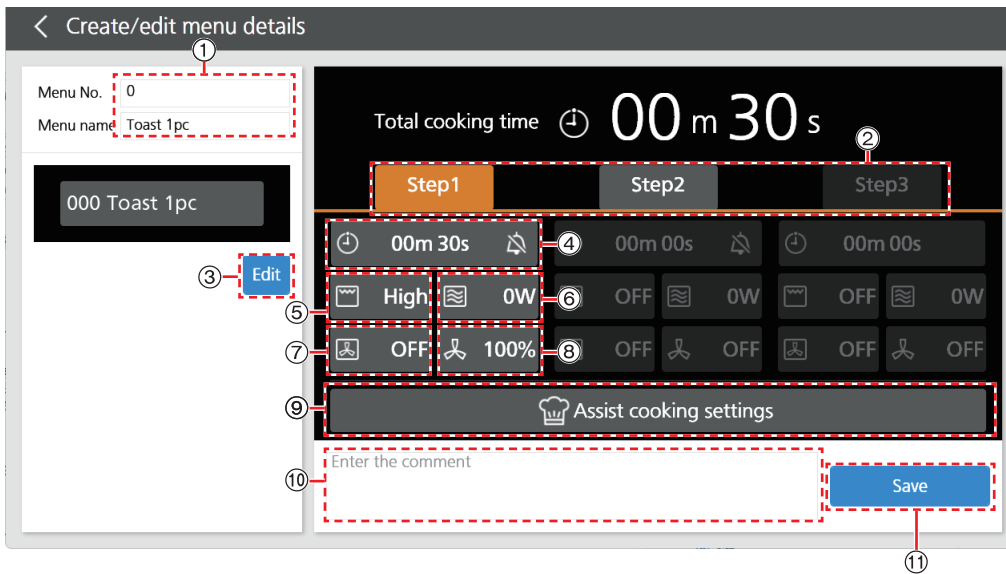 Create/edit menu details
①
Menu No. 0
Menu name Toast 1pc
000 Toast 1pc
③ Edit
Total cooking time 00 m 30 s
②
Step1 Step2 Step3
00m 30s ④ 00m 00s 00m 00s
⑤ High 0W ⑥ OFF 0W OFF 0W
⑦ OFF 100% ⑧ OFF OFF OFF OFF
⑨ Assist cooking settings
Enter the comment
⑩
Save
⑪